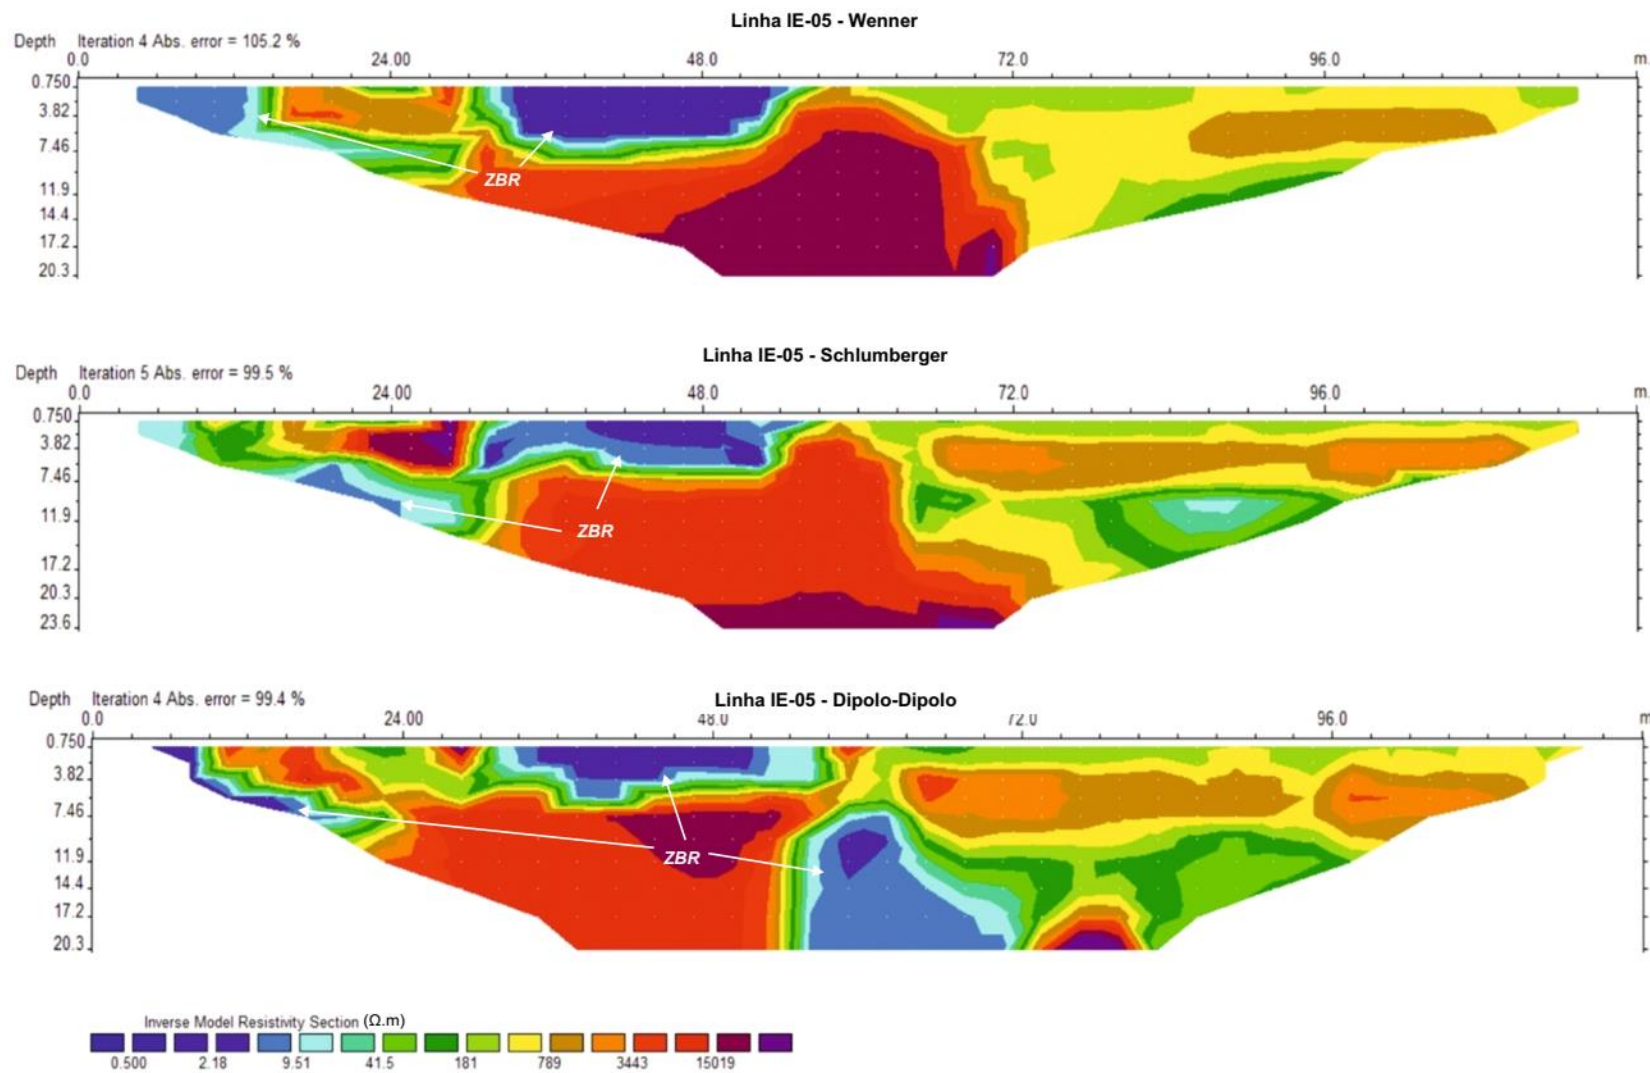 Linha IE-05 - Wenner
Depth Iteration 4 Abs. error = 105.2 %
0.0 24.00 48.0 72.0 96.0 m.
0.750
3.82
7.46
11.9
14.4
17.2
20.3
ZBR
Linha IE-05 - Schlumberger
Depth Iteration 5 Abs. error = 99.5 %
0.0 24.00 48.0 72.0 96.0 m.
0.750
3.82
7.46
11.9
17.2
20.3
23.6
ZBR
Linha IE-05 - Dipolo-Dipolo
Depth Iteration 4 Abs. error = 99.4 %
0.0 24.00 48.0 72.0 96.0 m
0.750
3.82
7.46
11.9
14.4
17.2
20.3
ZBR
Inverse Model Resistivity Section (Ω.m)
0.500 2.18 9.51 41.5 181 789 3443 15019